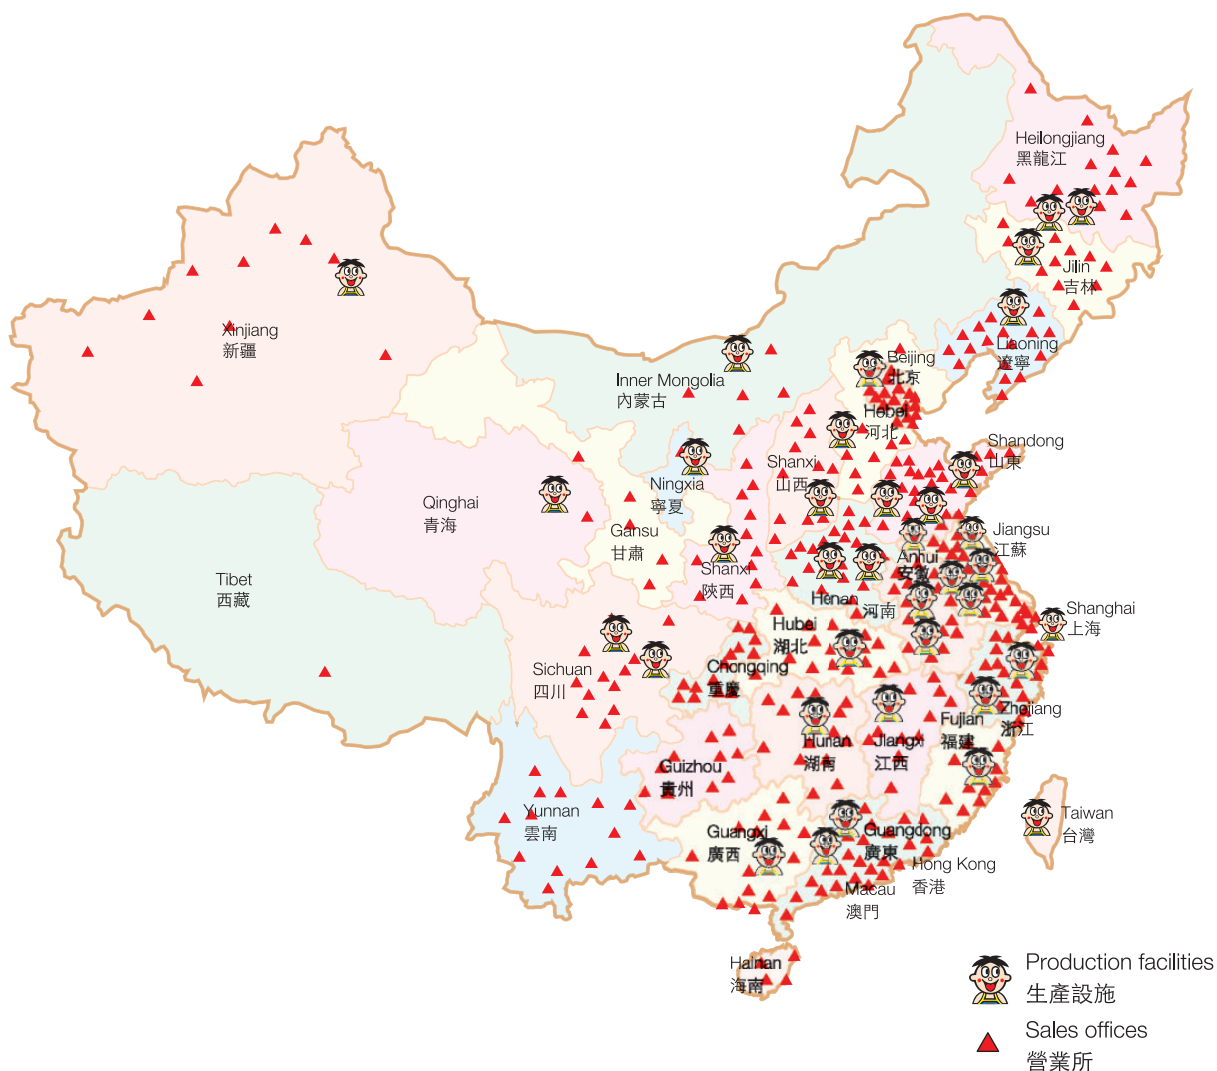 Heilongjiang
黑龍江
Jilin
吉林
Xinjiang
新疆
Liaoning
遼寧
Beijing
北京
Inner Mongolia
內蒙古
Hebei
河北
Shandong
山東
Shanxi
山西
Ningxia
寧夏
Qinghai
青海
Gansu
甘肅
Jiangsu
江蘇
Anhui
安徽
Shanxi
陝西
Tibet
西藏
Henan
河南
Shanghai
上海
Hubei
湖北
Sichuan
四川
Chongqing
重慶
Zhejiang
浙江
Fujian
福建
Hunan
湖南
Jiangxi
江西
Guizhou
貴州
Yunnan
雲南
Taiwan
台灣
Guangxi
廣西
Guangdong
廣東
Hong Kong
香港
Macau
澳門
Hainan
海南
Production facilities
生產設施
Sales offices
營業所